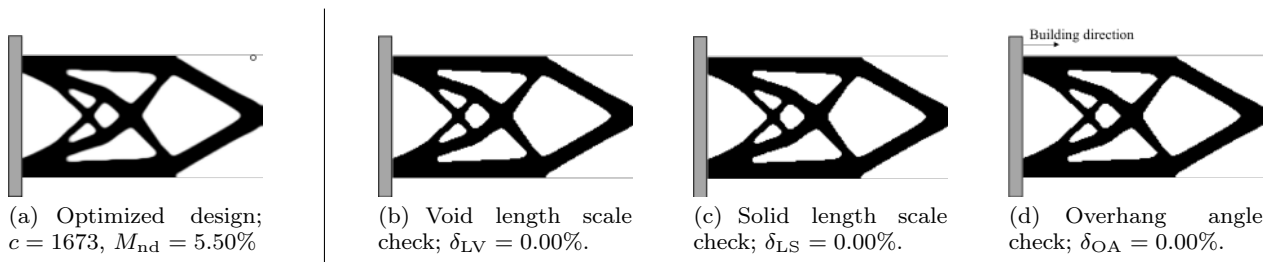 Building direction
(a) Optimized design;
c = 1673, M_nd = 5.50%
(b) Void length scale
check; δ_LV = 0.00%.
(c) Solid length scale
check; δ_LS = 0.00%.
(d) Overhang angle
check; δ_OA = 0.00%.